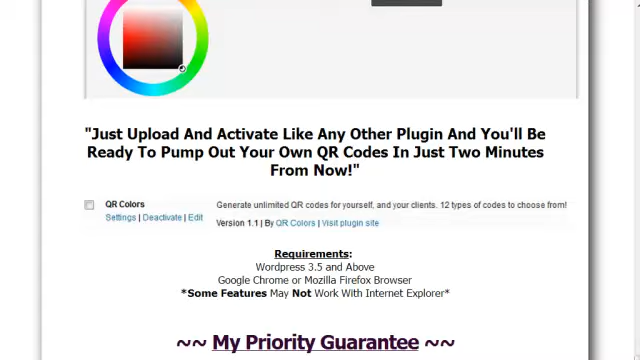 "Just Upload And Activate Like Any Other Plugin And You'll Be
Ready To Pump Out Your Own QR Codes In Just Two Minutes
From Now!"
QR Colors
Generate unlimited QR codes for yourself, and your clients. 12 types of codes to choose from!
Settings | Deactivate | Edit
Version 1.1 | By QR Colors | Visit plugin site
Requirements:
Wordpress 3.5 and Above
Google Chrome or Mozilla Firefox Browser
*Some Features May Not Work With Internet Explorer*
~~ My Priority Guarantee ~~